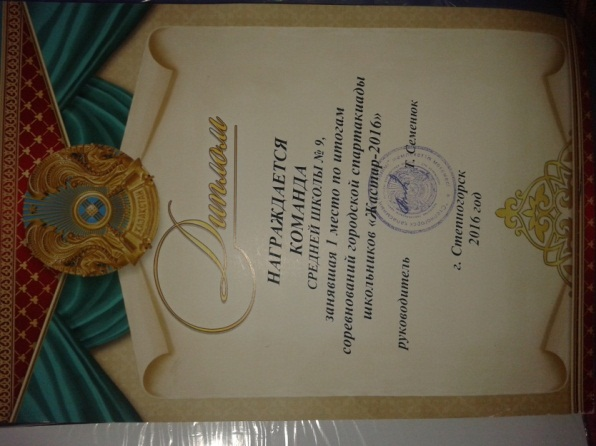 Диплом
НАГРАЖДАЕТСЯ
КОМАНДА
СРЕДНЕЙ ШКОЛЫ № 9,
занявшая 1 место по итогам
соревнований городской спартакиады
школьников «Жастар-2016»
руководитель Т. Семенюк
г. Степногорск
2016 год